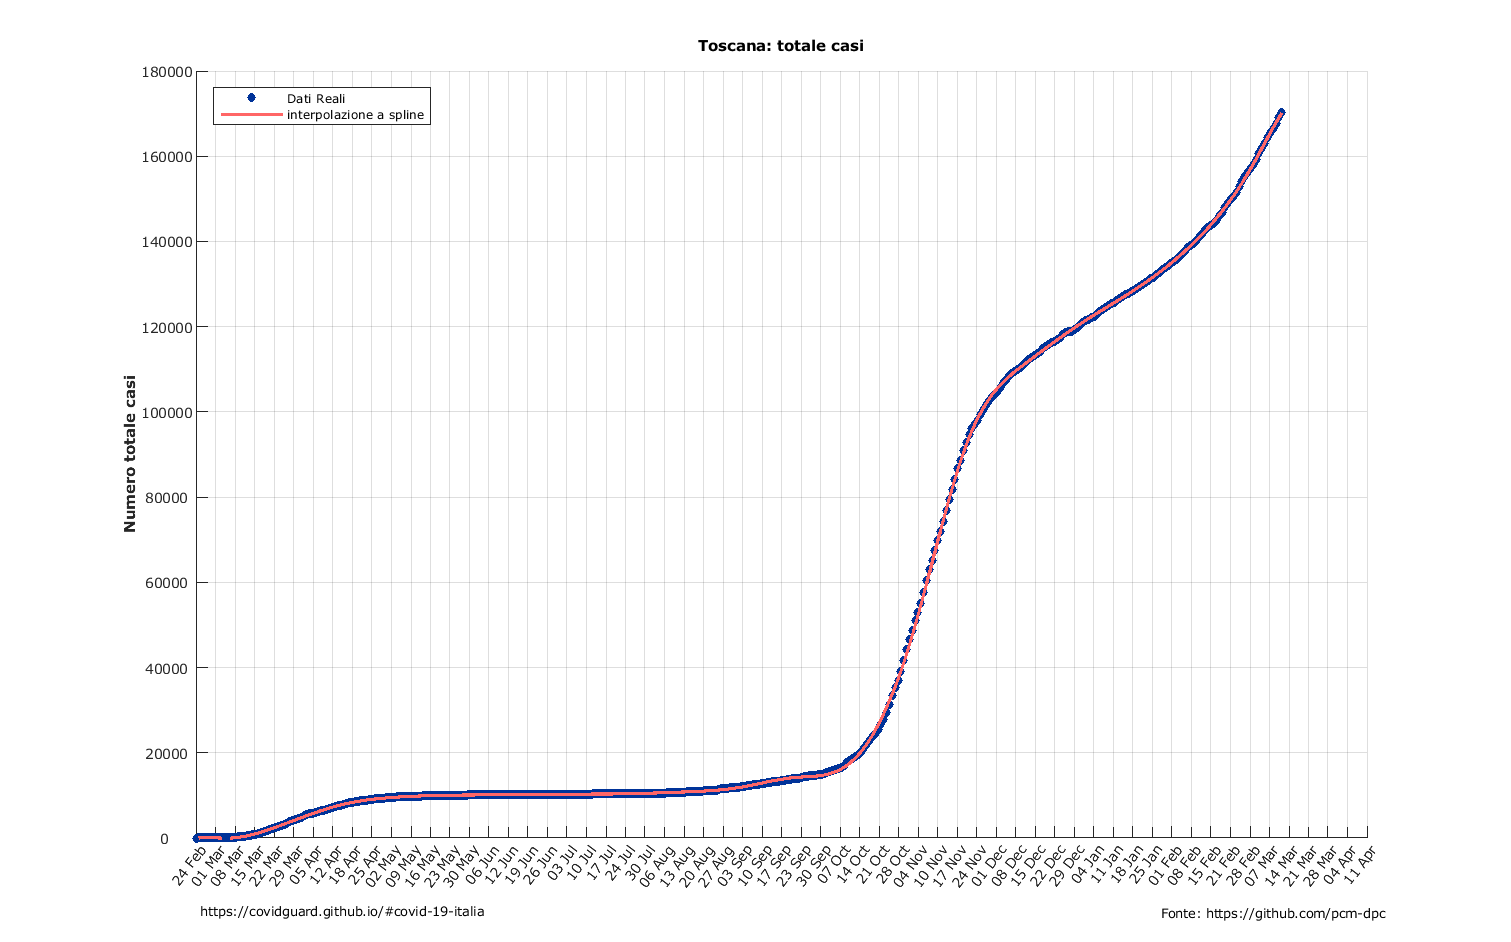 Toscana: totale casi
180000
160000
140000
120000
100000
80000
60000
40000
20000
0
Numero totale casi
Dati Reali
interpolazione a spline
24 Feb
01 Mar
08 Mar
15 Mar
22 Mar
29 Mar
05 Apr
12 Apr
18 Apr
25 Apr
02 May
09 May
16 May
23 May
30 May
06 Jun
12 Jun
19 Jun
26 Jun
03 Jul
10 Jul
17 Jul
24 Jul
30 Jul
06 Aug
13 Aug
20 Aug
27 Aug
03 Sep
10 Sep
17 Sep
23 Sep
30 Sep
07 Oct
14 Oct
21 Oct
28 Oct
04 Nov
10 Nov
17 Nov
24 Nov
01 Dec
08 Dec
15 Dec
22 Dec
29 Dec
04 Jan
11 Jan
18 Jan
25 Jan
01 Feb
08 Feb
15 Feb
21 Feb
28 Feb
07 Mar
14 Mar
21 Mar
28 Mar
04 Apr
11 Apr
https://covidguard.github.io/#covid-19-italia
Fonte: https://github.com/pcm-dpc